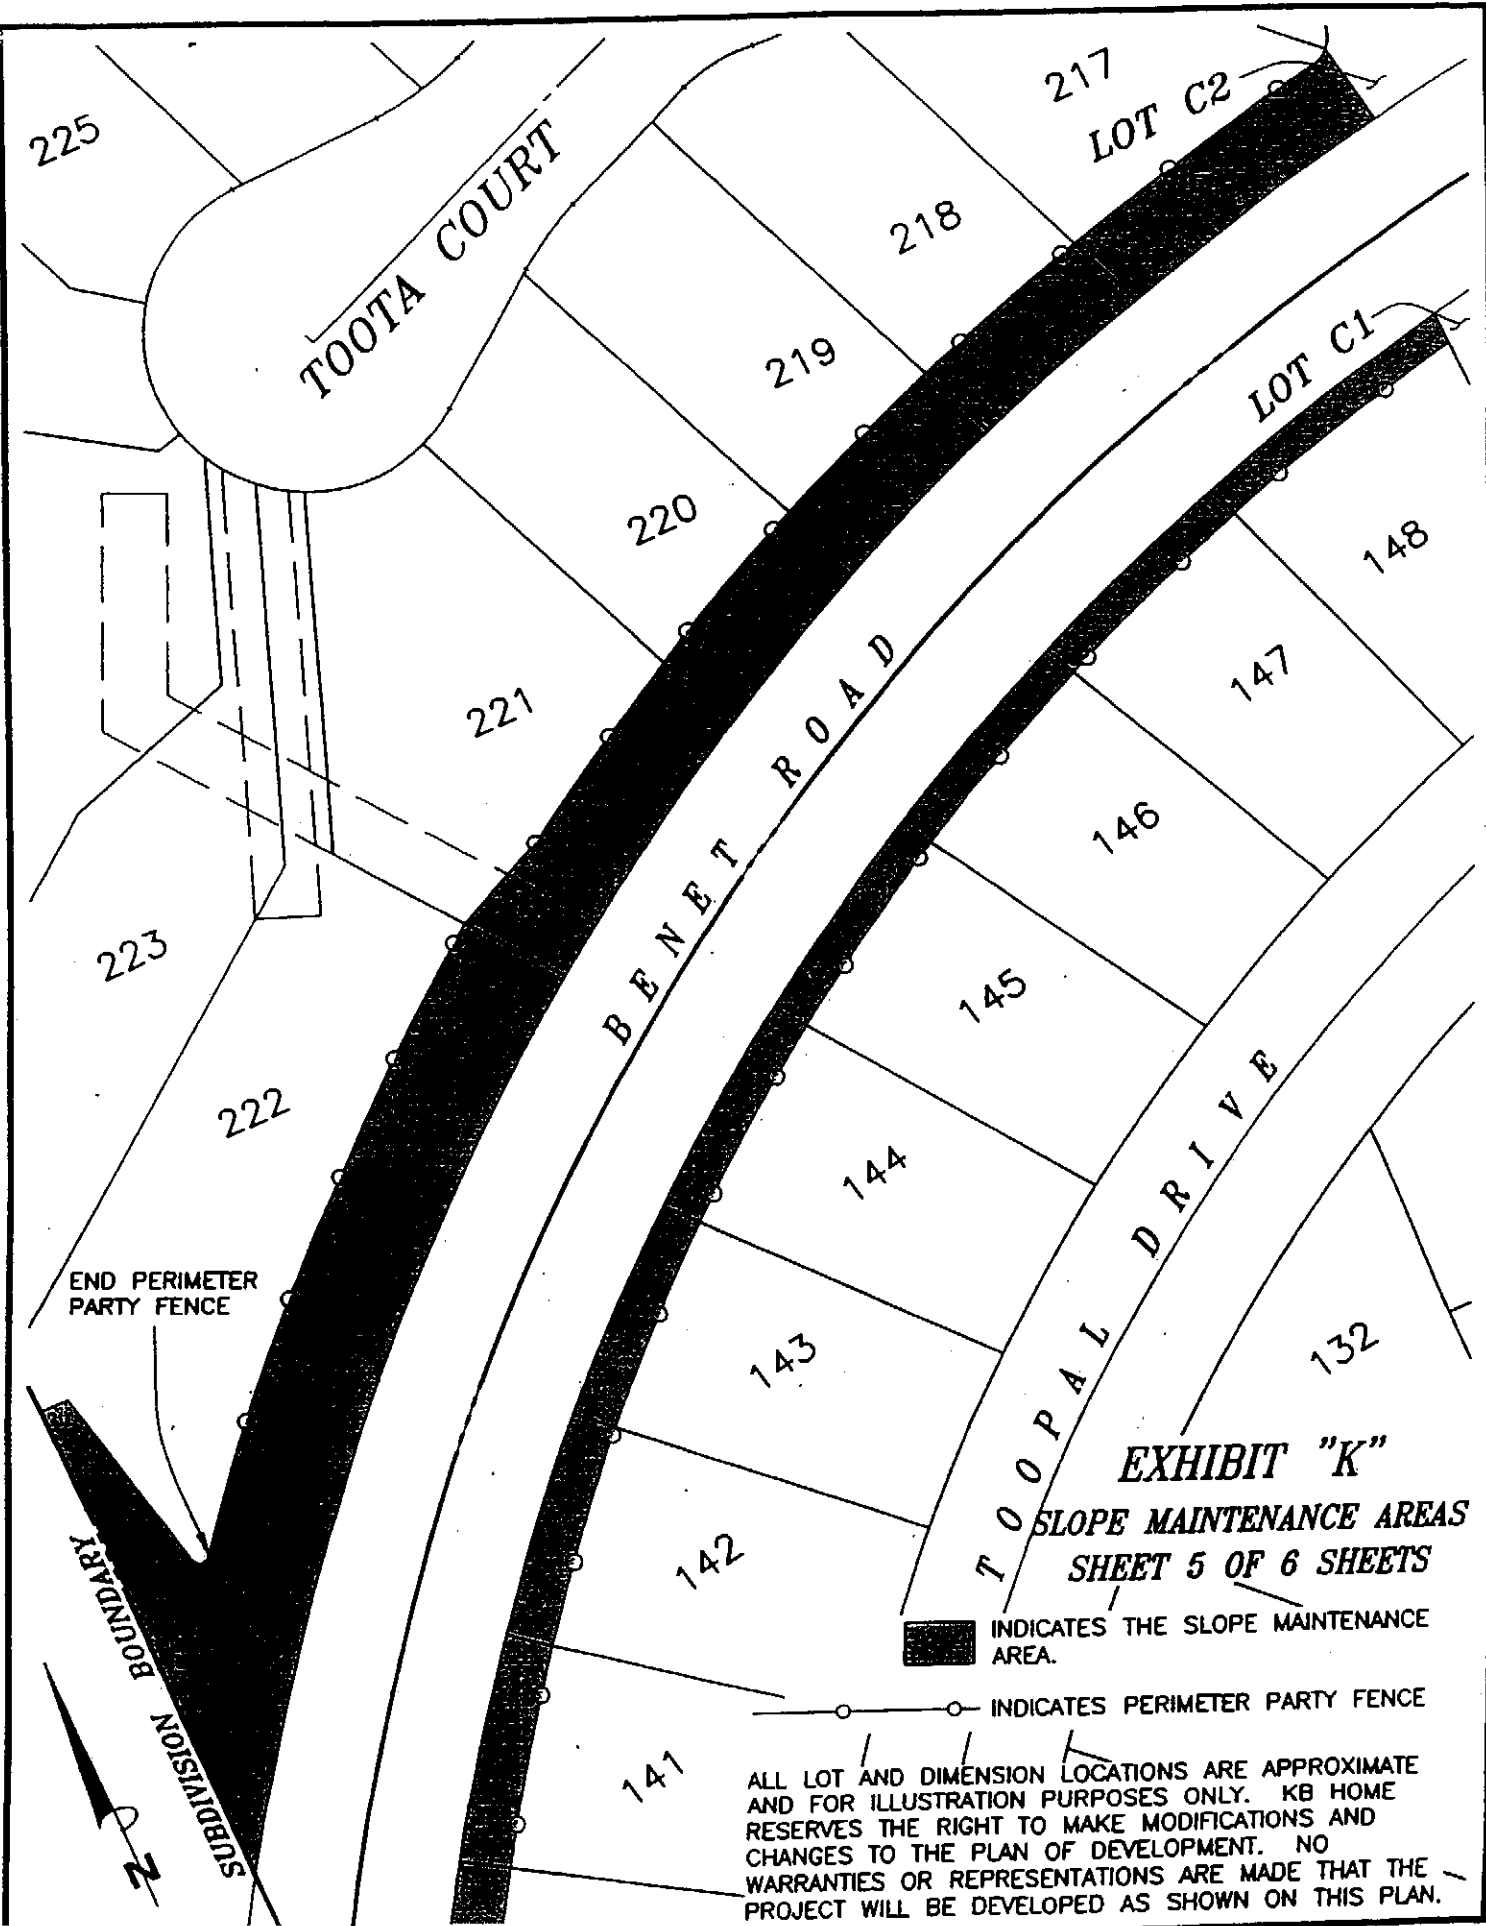 225
TOOTA COURT
217
LOT C2
218
219
220
221
223
222
LOT C1
148
147
146
145
144
143
142
141
132
BENET ROAD
TOOPAL DRIVE
END PERIMETER
PARTY FENCE
SUBDIVISION BOUNDARY
N
EXHIBIT "K"
SLOPE MAINTENANCE AREAS
SHEET 5 OF 6 SHEETS
INDICATES THE SLOPE MAINTENANCE
AREA.
INDICATES PERIMETER PARTY FENCE
ALL LOT AND DIMENSION LOCATIONS ARE APPROXIMATE
AND FOR ILLUSTRATION PURPOSES ONLY. KB HOME
RESERVES THE RIGHT TO MAKE MODIFICATIONS AND
CHANGES TO THE PLAN OF DEVELOPMENT. NO
WARRANTIES OR REPRESENTATIONS ARE MADE THAT THE
PROJECT WILL BE DEVELOPED AS SHOWN ON THIS PLAN.